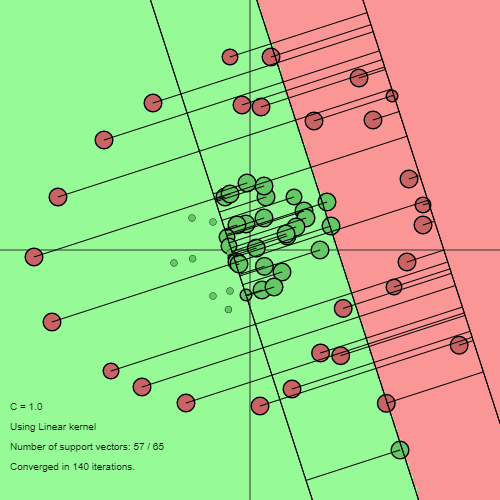 C = 1.0
Using Linear kernel
Number of support vectors: 57 / 65
Converged in 140 iterations.